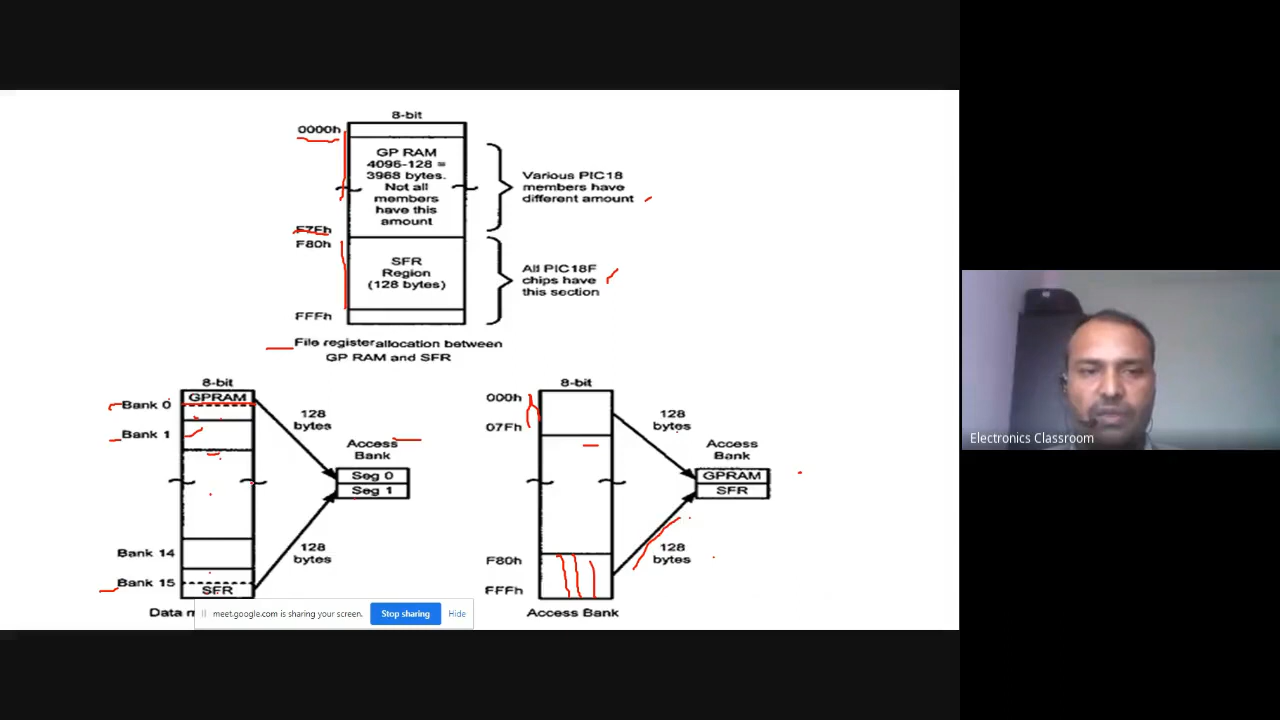 8-bit
0000h
GP RAM
4096-128 =
3968 bytes.
Not all
members
have this
amount
F7Fh
Various PIC18
members have
different amount
F80h
SFR
Region
(128 bytes)
All PIC18F
chips have
this section
FFFh
File register allocation between
GP RAM and SFR
8-bit
GPRAM
Bank 0
Bank 1
Bank 14
Bank 15
SFR
128
bytes
Access
Bank
Seg 0
Seg 1
128
bytes
Data
8-bit
000h
07Fh
F80h
FFFh
128
bytes
Access
Bank
GPRAM
SFR
128
bytes
Access Bank
meet.google.com is sharing your screen.
Stop sharing
Hide
Electronics Classroom